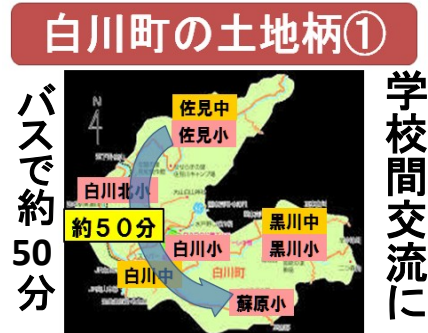 白川町の土地柄①
学校間交流に
バスで約50分
N
佐見中
佐見小
白川北小
約50分
白川小
白川中
黒川中
黒川小
白川町
蘇原小